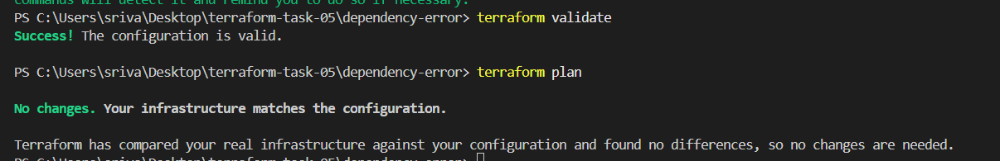 commands will detect it and remind you to do so if necessary.
PS C:\Users\sriva\Desktop\terraform-task-05\dependency-error> terraform validate
Success! The configuration is valid.
PS C:\Users\sriva\Desktop\terraform-task-05\dependency-error> terraform plan
No changes. Your infrastructure matches the configuration.
Terraform has compared your real infrastructure against your configuration and found no differences, so no changes are needed.
PS C:\Users\sriva\Desktop\terraform-task-05\dependency-error>